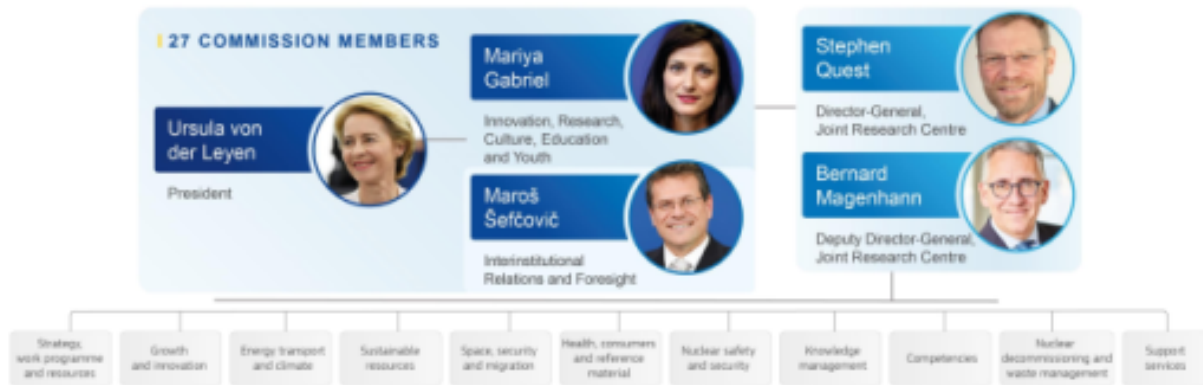 27 COMMISSION MEMBERS
Ursula von
der Leyen
President
Mariya
Gabriel
Innovation, Research,
Culture, Education
and Youth
Maroš
Šefčovič
Interinstitutional
Relations and Foresight
Stephen
Quest
Director-General,
Joint Research Centre
Bernard
Magenhann
Deputy Director-General,
Joint Research Centre
Strategy,
work programme
and resources
Growth
and innovation
Energy transport
and climate
Sustainable
resources
Space, security
and migration
Health, consumers
and reference
material
Nuclear safety
and security
Knowledge
management
Competencies
Nuclear
decommissioning and
waste management
Support
services